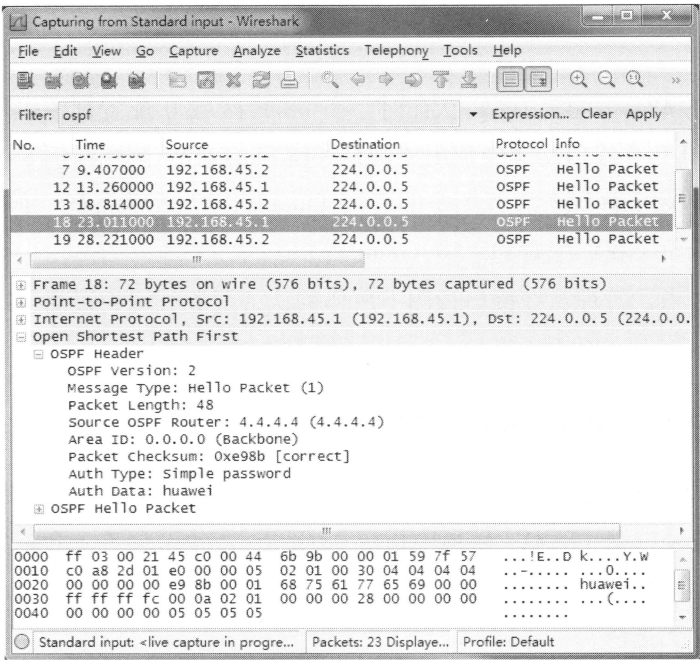 Capturing from Standard input - Wireshark
File Edit View Go Capture Analyze Statistics Telephony Tools Help
Filter: ospf Expression... Clear Apply
No. Time Source Destination Protocol Info
7 9.407000 192.168.45.2 224.0.0.5 OSPF Hello Packet
12 13.260000 192.168.45.1 224.0.0.5 OSPF Hello Packet
13 18.814000 192.168.45.2 224.0.0.5 OSPF Hello Packet
18 23.011000 192.168.45.1 224.0.0.5 OSPF Hello Packet
19 28.221000 192.168.45.2 224.0.0.5 OSPF Hello Packet
Frame 18: 72 bytes on wire (576 bits), 72 bytes captured (576 bits)
Point-to-Point Protocol
Internet Protocol, Src: 192.168.45.1 (192.168.45.1), Dst: 224.0.0.5 (224.0.0.
Open Shortest Path First
OSPF Header
OSPF Version: 2
Message Type: Hello Packet (1)
Packet Length: 48
Source OSPF Router: 4.4.4.4 (4.4.4.4)
Area ID: 0.0.0.0 (Backbone)
Packet Checksum: 0xe98b [correct]
Auth Type: Simple password
Auth Data: huawei
OSPF Hello Packet
0000 ff 03 00 21 45 c0 00 44 6b 9b 00 00 01 59 7f 57 ...!E..D k....Y.W
0010 c0 a8 2d 01 e0 00 00 05 02 01 00 30 04 04 04 04 ..-..... ...0....
0020 00 00 00 00 e9 8b 00 01 68 75 61 77 65 69 00 00 ........ huawei..
0030 ff ff ff fc 00 0a 02 01 00 00 00 28 00 00 00 00 ........ ...(....
0040 00 00 00 00 05 05 05 05 ........
Standard input: <live capture in progre... Packets: 23 Displaye... Profile: Default